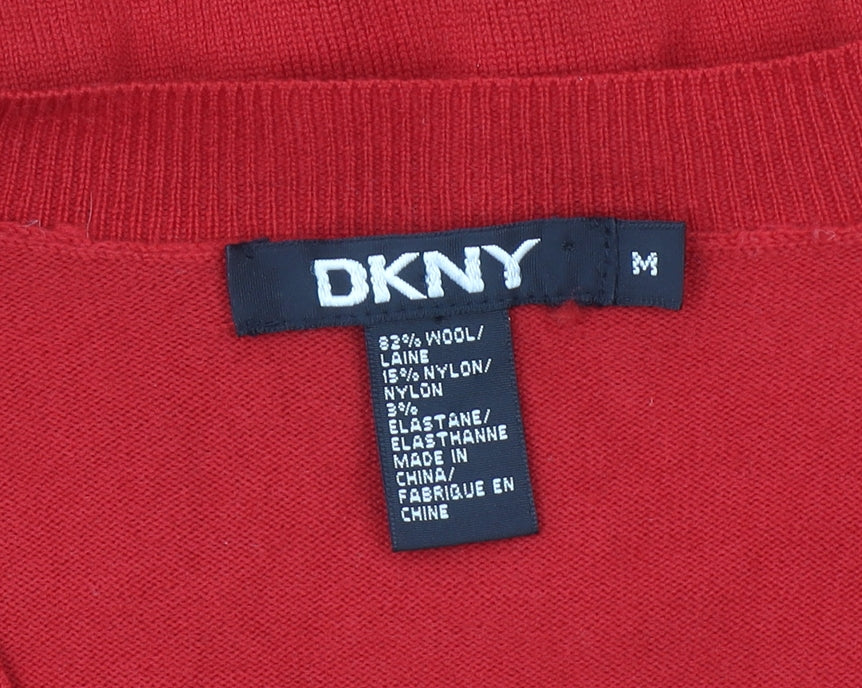 DKNY
M
82% WOOL/
LAINE
15% NYLON/
NYLON
3%
ELASTANE/
ELASTHANNE
MADE IN
CHINA/
FABRIQUE EN
CHINE